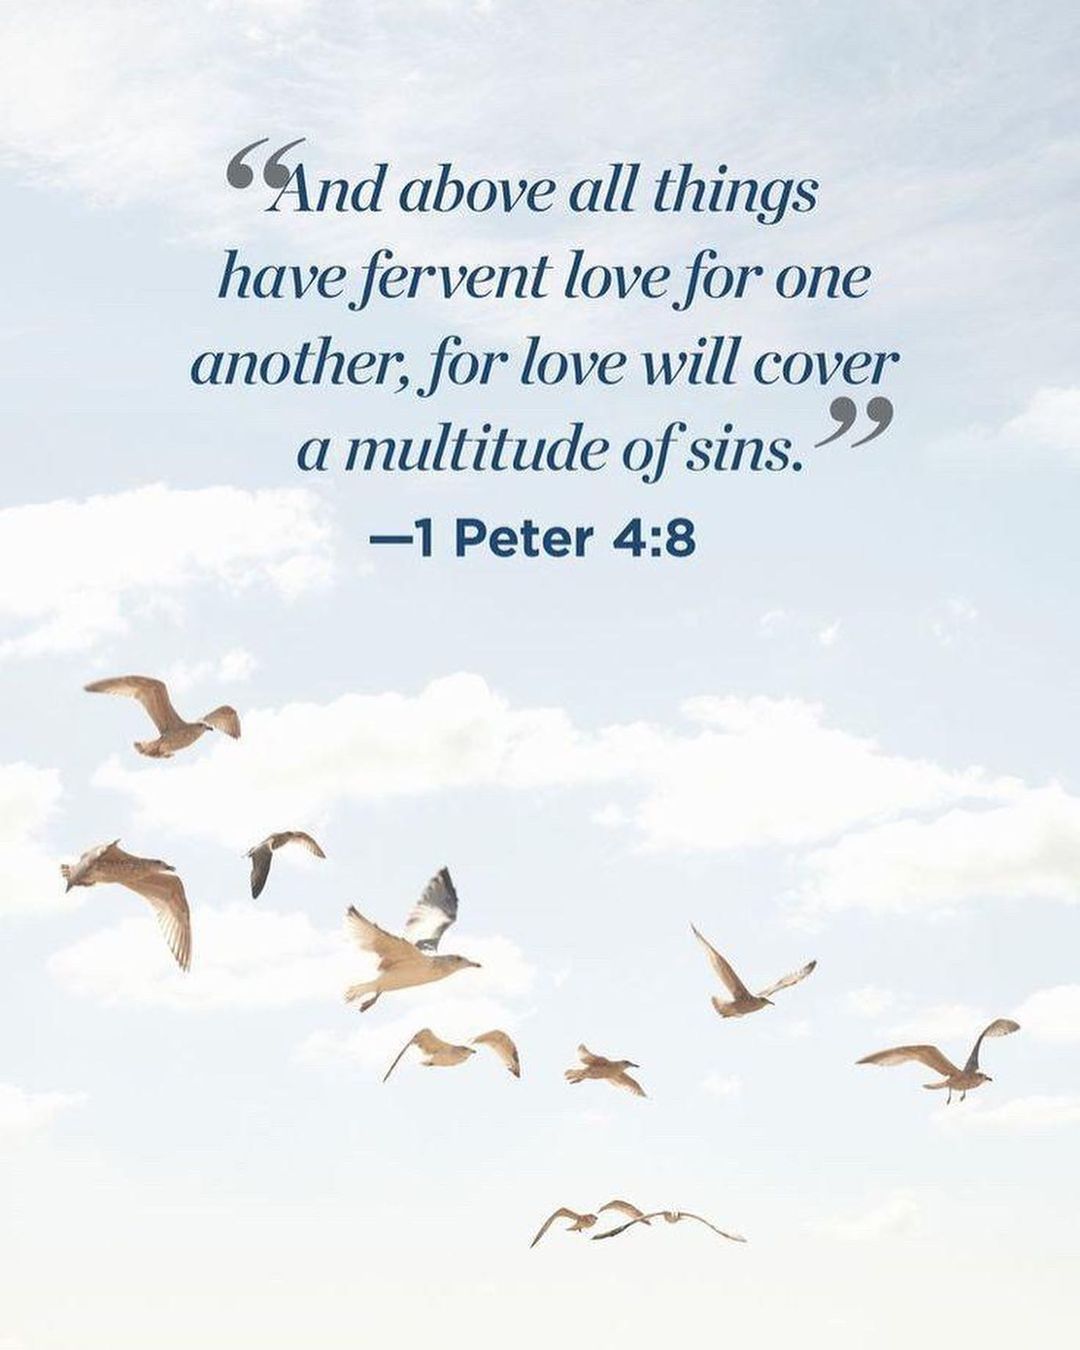 “And above all things
have fervent love for one
another, for love will cover
a multitude of sins.”
—1 Peter 4:8